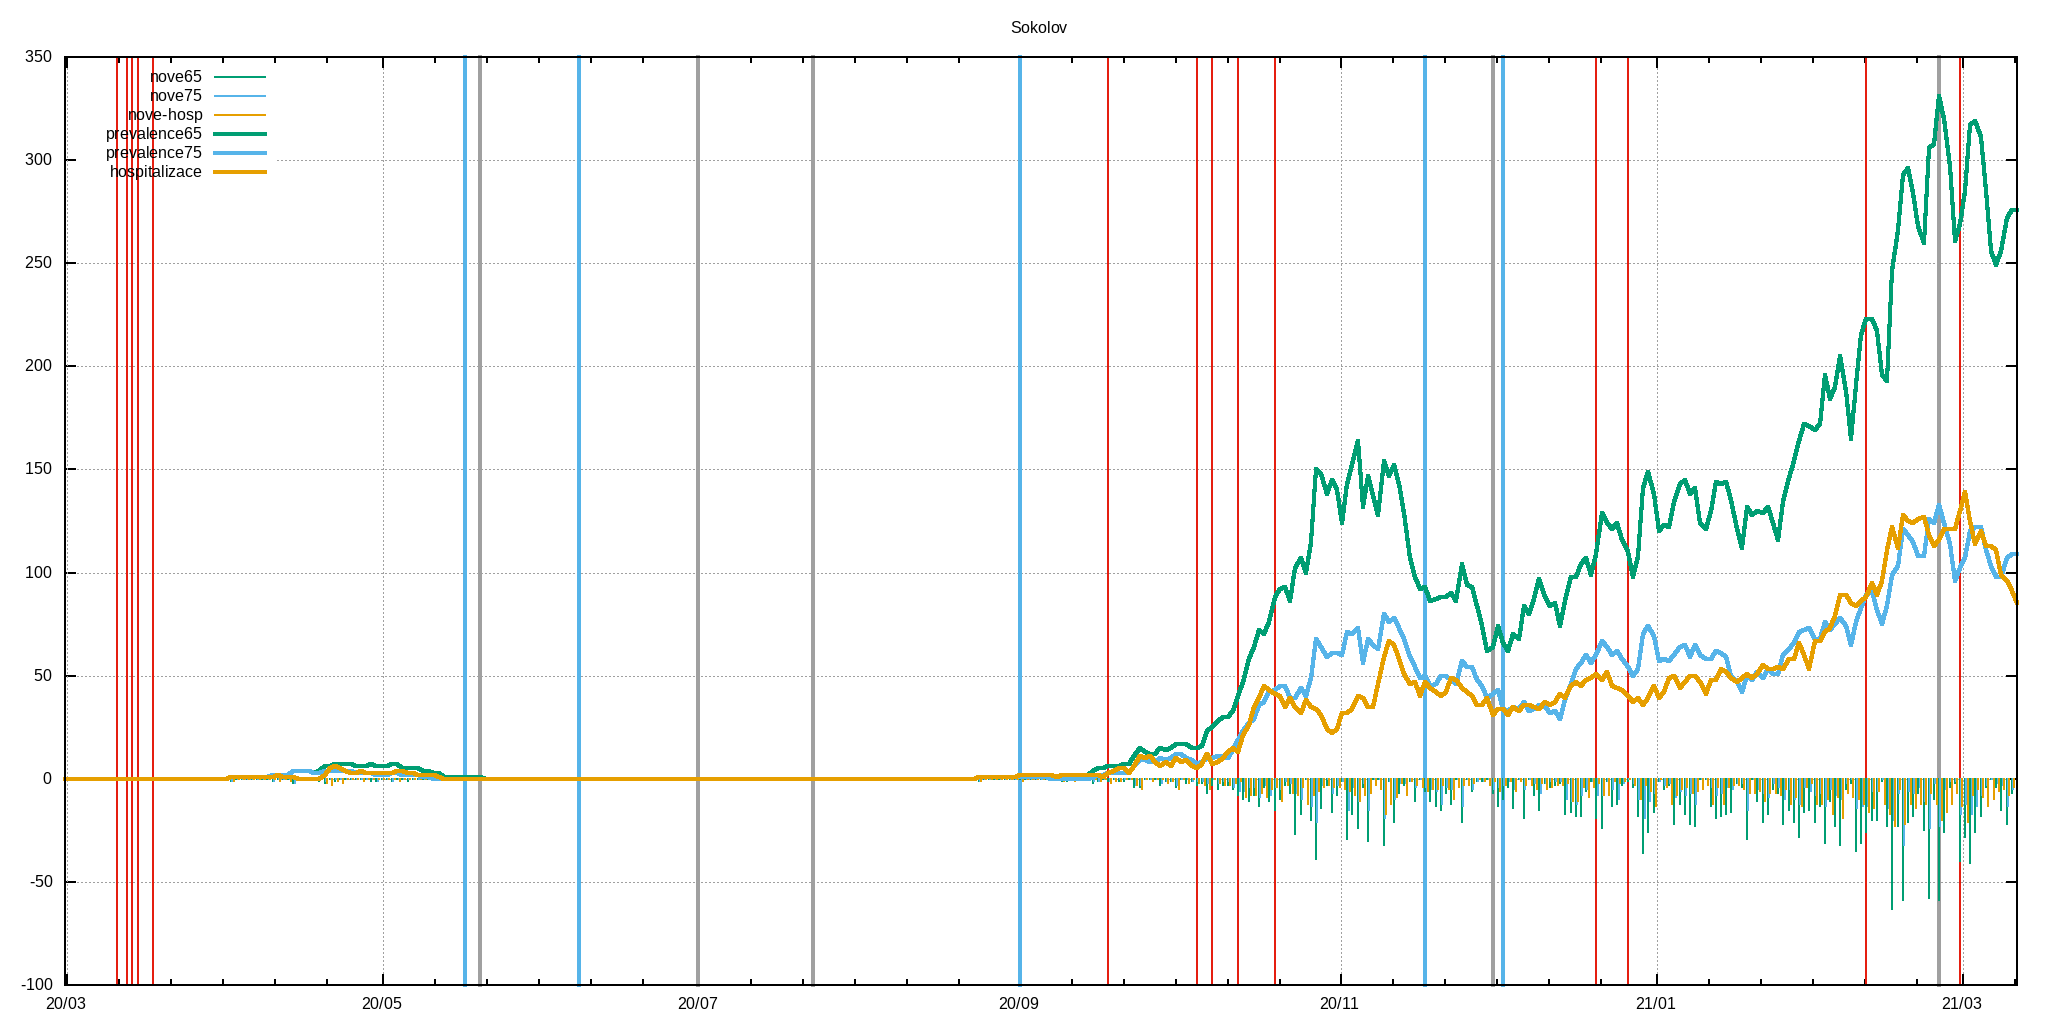 Sokolov
350
300
250
200
150
100
50
0
-50
-100
nove65
nove75
nove-hosp
prevalence65
prevalence75
hospitalizace
20/03 20/05 20/07 20/09 20/11 21/01 21/03